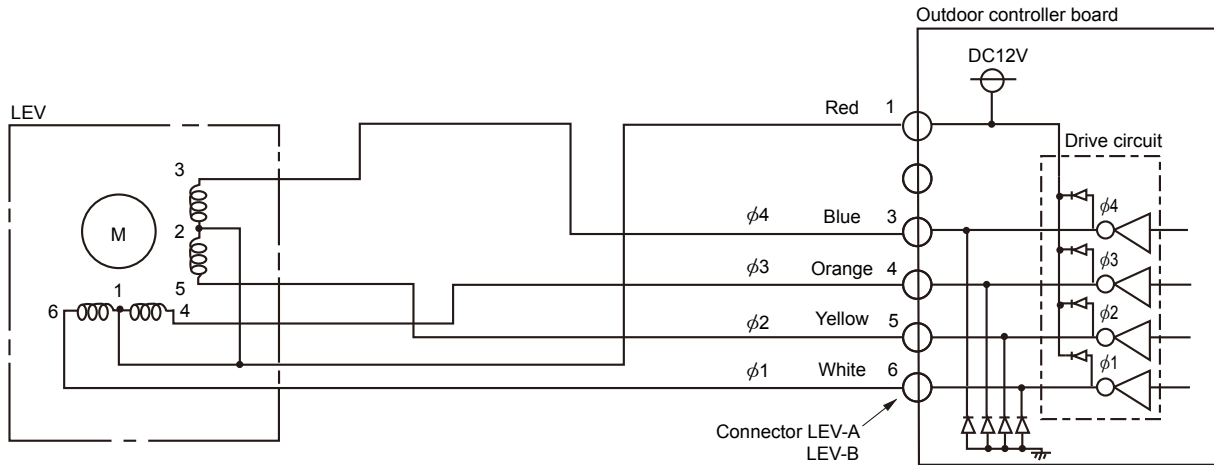 Outdoor controller board
DC12V
LEV
Red 1
Drive circuit
3
ϕ4
ϕ4 Blue 3
M
2
ϕ3
ϕ3 Orange 4
5
1
6 4
ϕ2
ϕ2 Yellow 5
ϕ1
ϕ1 White 6
Connector LEV-A
LEV-B